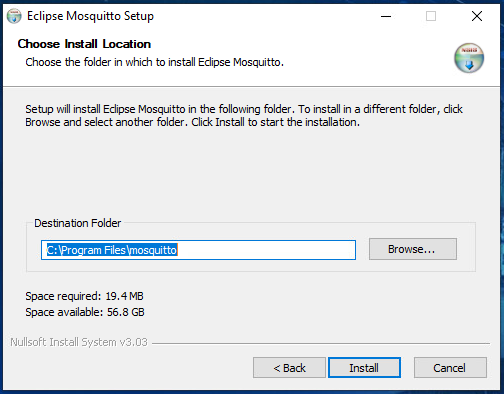 Eclipse Mosquitto Setup
Choose Install Location
Choose the folder in which to install Eclipse Mosquitto.
Setup will install Eclipse Mosquitto in the following folder. To install in a different folder, click
Browse and select another folder. Click Install to start the installation.
Destination Folder
C:\Program Files\mosquitto
Browse...
Space required: 19.4 MB
Space available: 56.8 GB
Nullsoft Install System v3.03
< Back
Install
Cancel